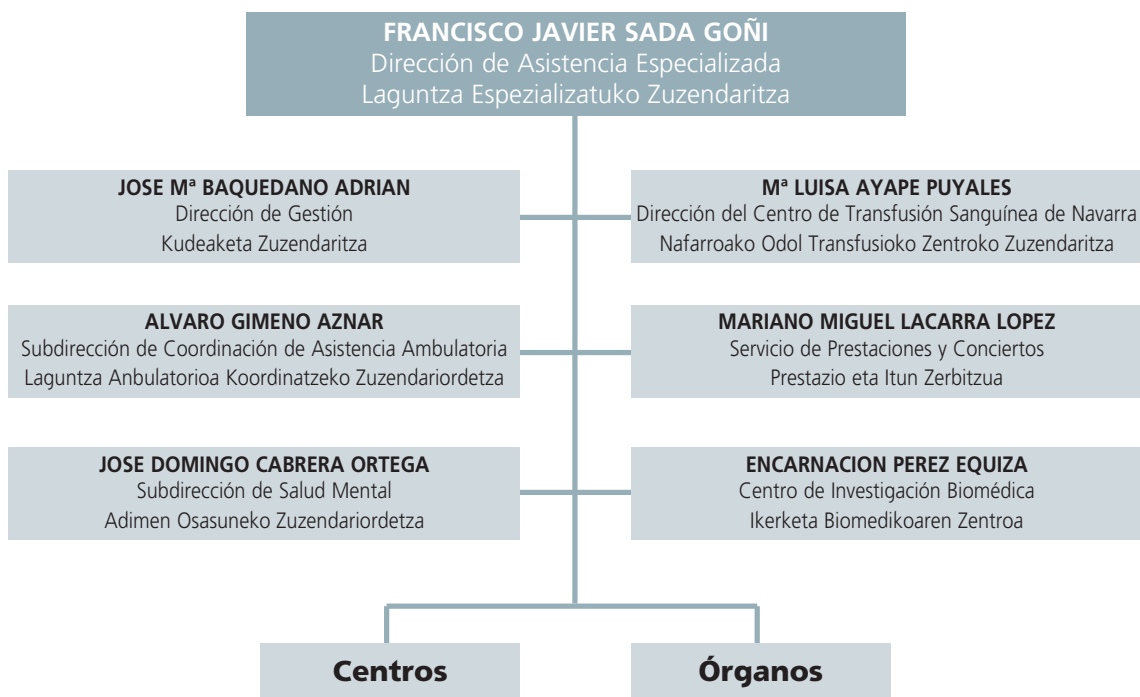 FRANCISCO JAVIER SADA GOÑI
Dirección de Asistencia Especializada
Laguntza Espezializatuko Zuzendaritza
JOSE Mª BAQUEDANO ADRIAN
Dirección de Gestión
Kudeaketa Zuzendaritza
Mª LUISA AYAPE PUYALES
Dirección del Centro de Transfusión Sanguínea de Navarra
Nafarroako Odol Transfusioko Zentroko Zuzendaritza
ALVARO GIMENO AZNAR
Subdirección de Coordinación de Asistencia Ambulatoria
Laguntza Anbulatorioa Koordinatzeko Zuzendariordetza
MARIANO MIGUEL LACARRA LOPEZ
Servicio de Prestaciones y Conciertos
Prestazio eta Itun Zerbitzua
JOSE DOMINGO CABRERA ORTEGA
Subdirección de Salud Mental
Adimen Osasuneko Zuzendariordetza
ENCARNACION PEREZ EQUIZA
Centro de Investigación Biomédica
Ikerketa Biomedikoaren Zentroa
Centros
Órganos